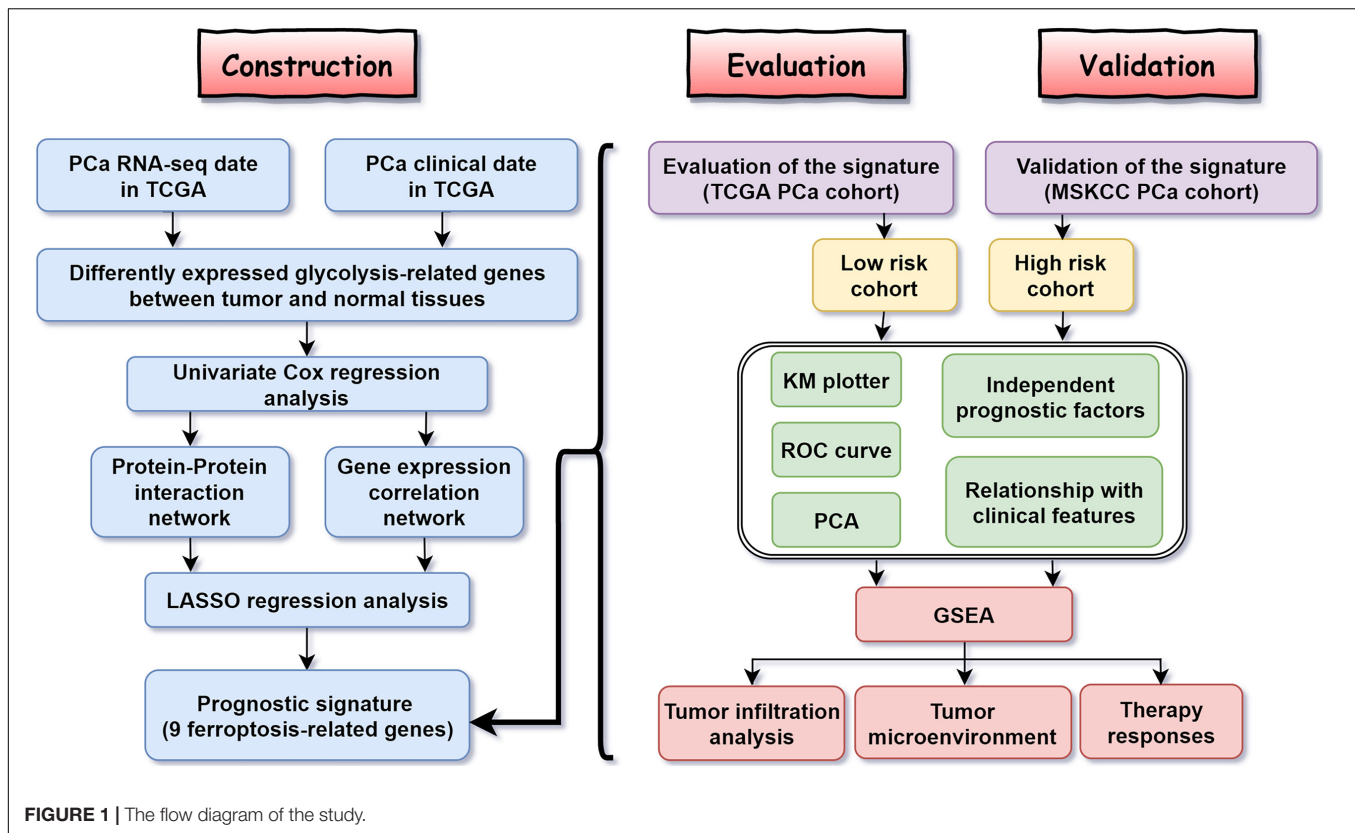 Construction
Evaluation
Validation
PCa RNA-seq date
in TCGA
PCa clinical date
in TCGA
Differently expressed glycolysis-related genes
between tumor and normal tissues
Univariate Cox regression
analysis
Protein-Protein
interaction
network
Gene expression
correlation
network
LASSO regression analysis
Prognostic signature
(9 ferroptosis-related genes)
Evaluation of the signature
(TCGA PCa cohort)
Validation of the signature
(MSKCC PCa cohort)
Low risk
cohort
High risk
cohort
KM plotter
ROC curve
PCA
Independent
prognostic factors
Relationship with
clinical features
GSEA
Tumor infiltration
analysis
Tumor
microenvironment
Therapy
responses
FIGURE 1 | The flow diagram of the study.